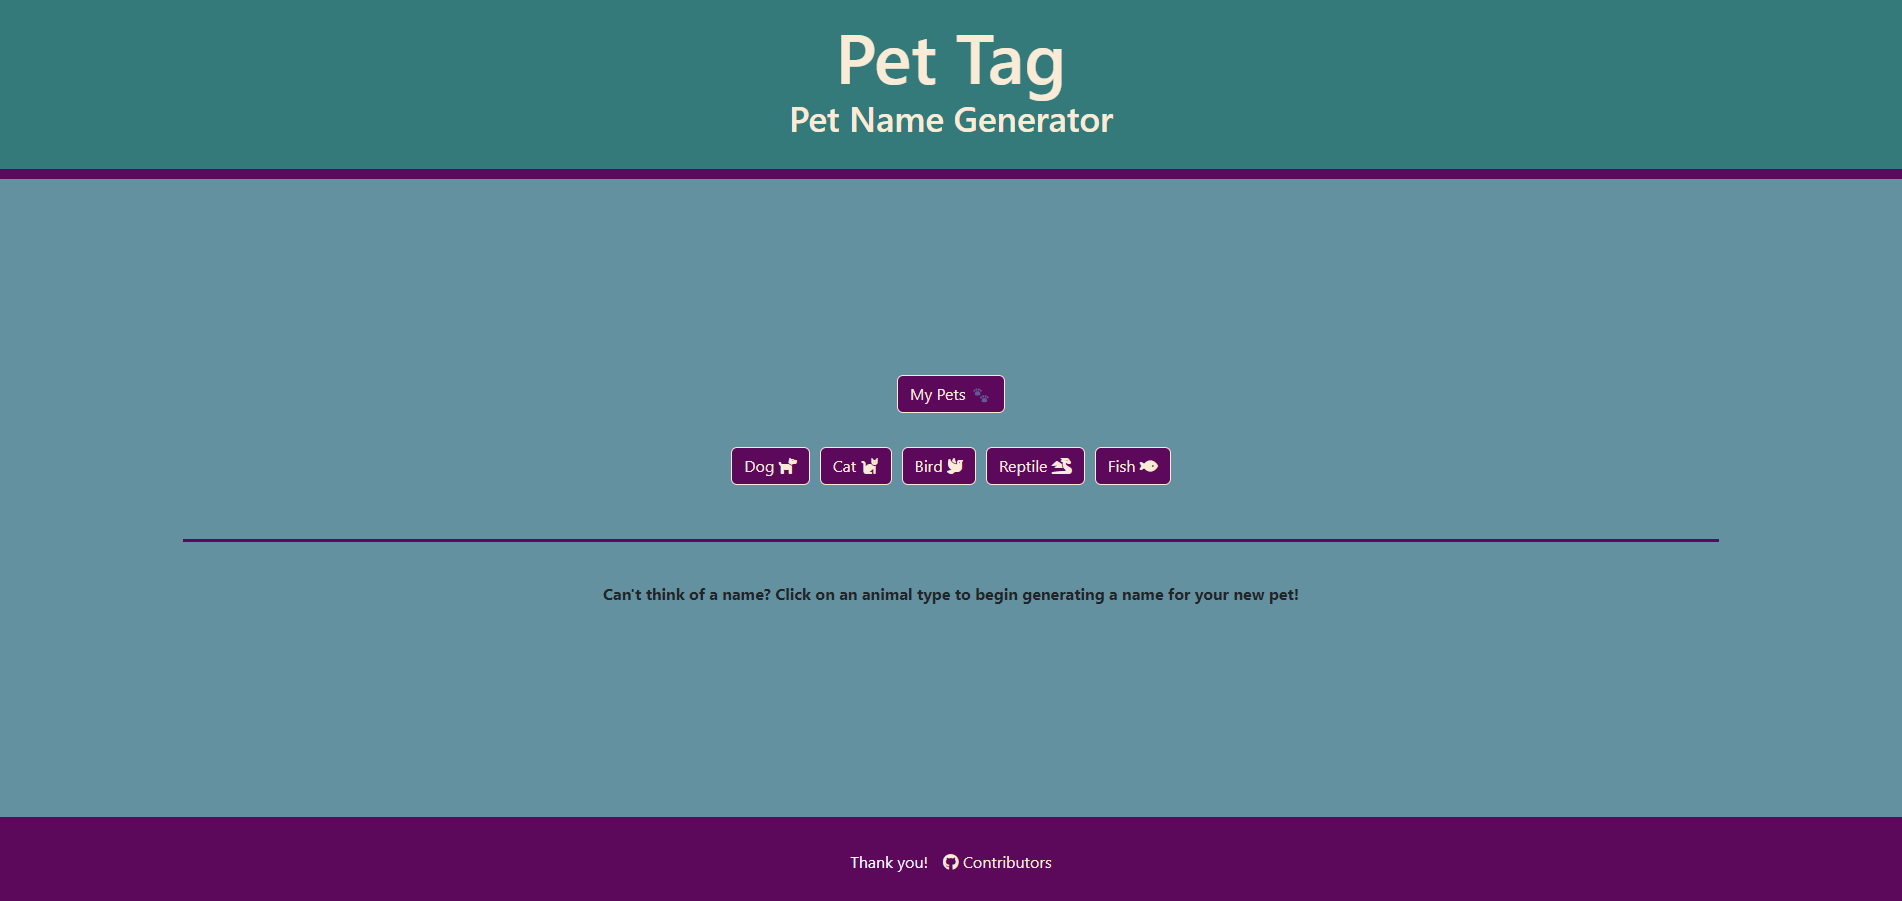 Pet Tag
Pet Name Generator
My Pets
Dog Cat Bird Reptile Fish
Can't think of a name? Click on an animal type to begin generating a name for your new pet!
Thank you! Contributors